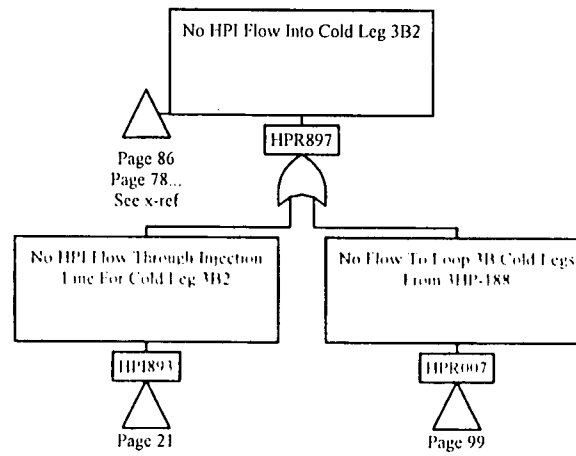 No HPI Flow Into Cold Leg 3B2
HPR897
Page 86
Page 78...
See x-ref
No HPI Flow Through Injection
Line For Cold Leg 3B2
No Flow To Loop 3B Cold Legs
From 3HP-188
HPI893
HPR007
Page 21
Page 99